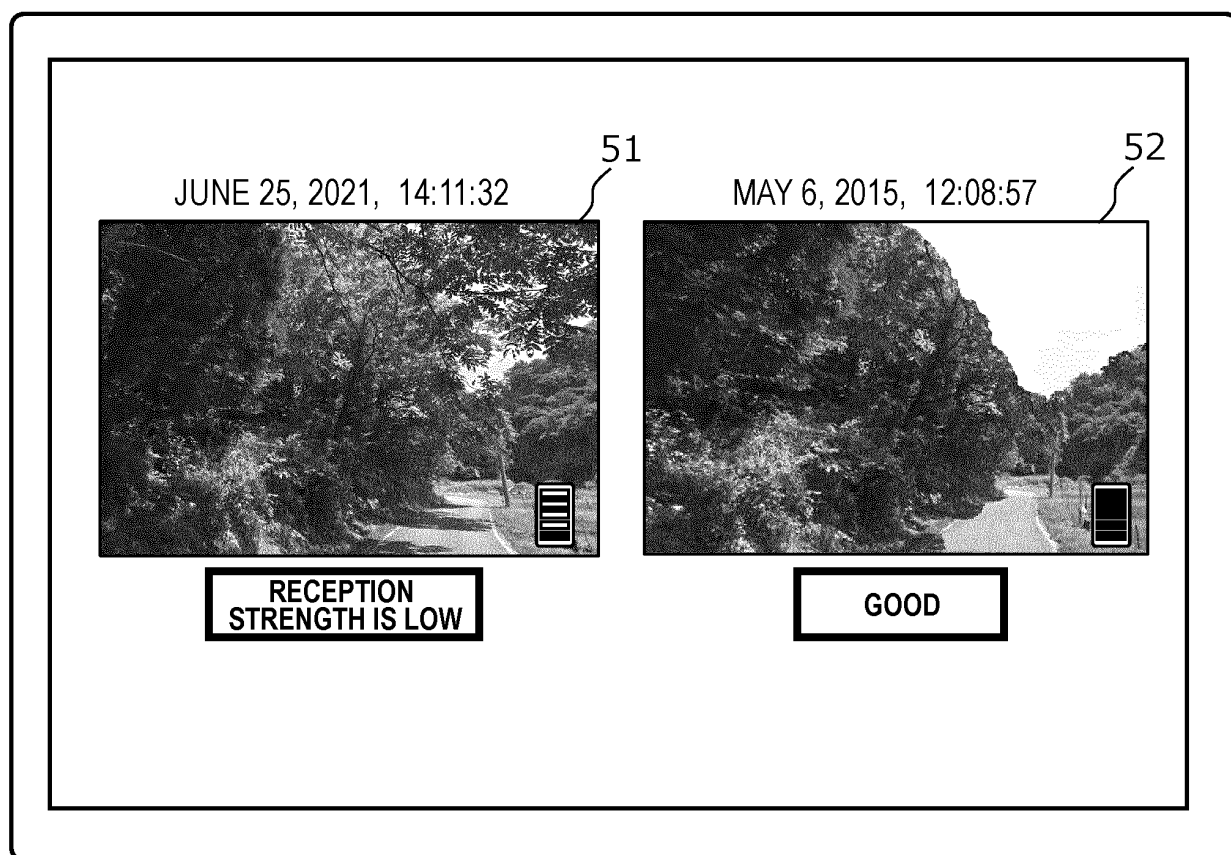 51
52
JUNE 25, 2021, 14:11:32
MAY 6, 2015, 12:08:57
RECEPTION
STRENGTH IS LOW
GOOD